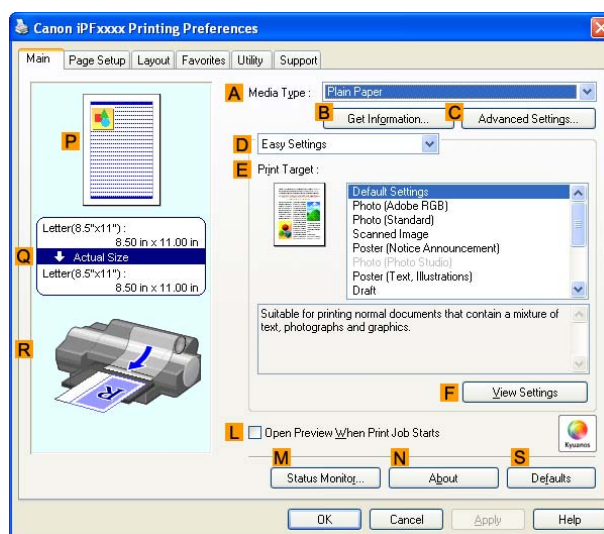 Canon iPFxxxx Printing Preferences
Main Page Setup Layout Favorites Utility Support
A Media Type : Plain Paper
B Get Information... C Advanced Settings...
D Easy Settings
E Print Target :
P
Default Settings
Photo (Adobe RGB)
Photo (Standard)
Scanned Image
Poster (Notice Announcement)
Photo (Photo Studio)
Poster (Text, Illustrations)
Draft
Q
Letter(8.5"x11") :
8.50 in x 11.00 in
Actual Size
Letter(8.5"x11") :
8.50 in x 11.00 in
Suitable for printing normal documents that contain a mixture of
text, photographs and graphics.
R
F View Settings
L Open Preview When Print Job Starts
Kyuanos
M Status Monitor... N About S Defaults
OK Cancel Apply Help